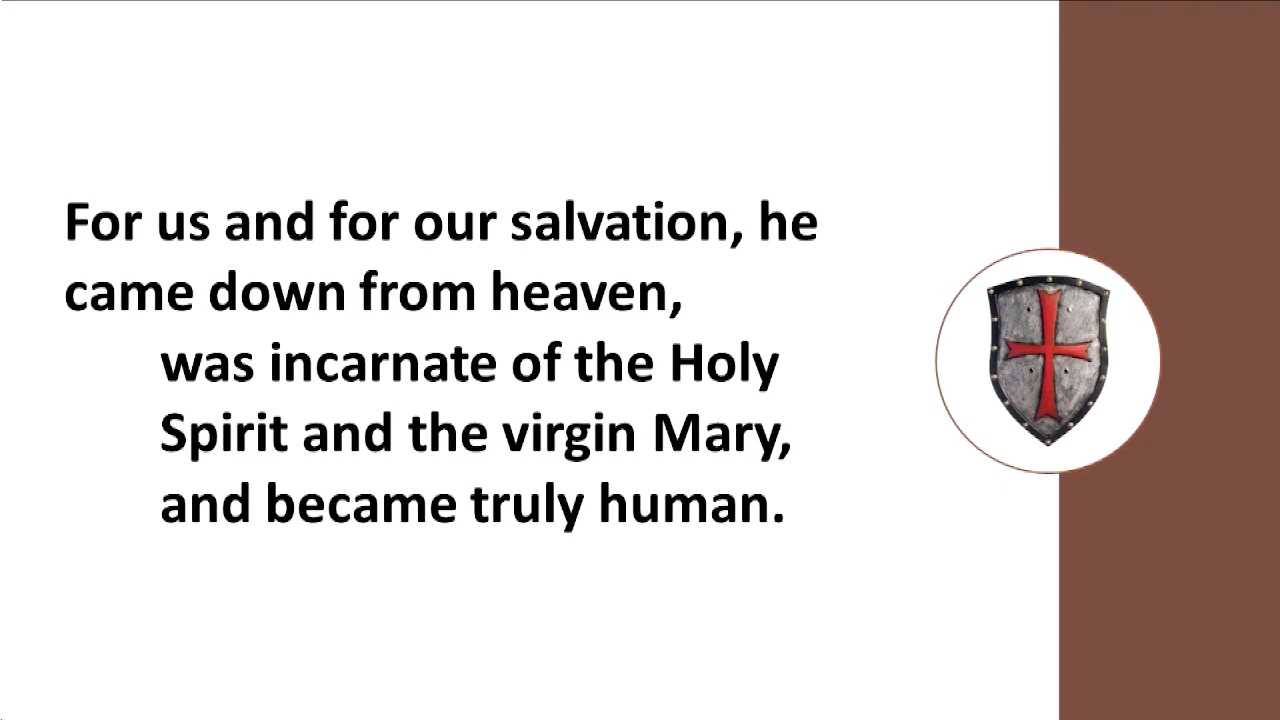 For us and for our salvation, he
came down from heaven,
was incarnate of the Holy
Spirit and the virgin Mary,
and became truly human.